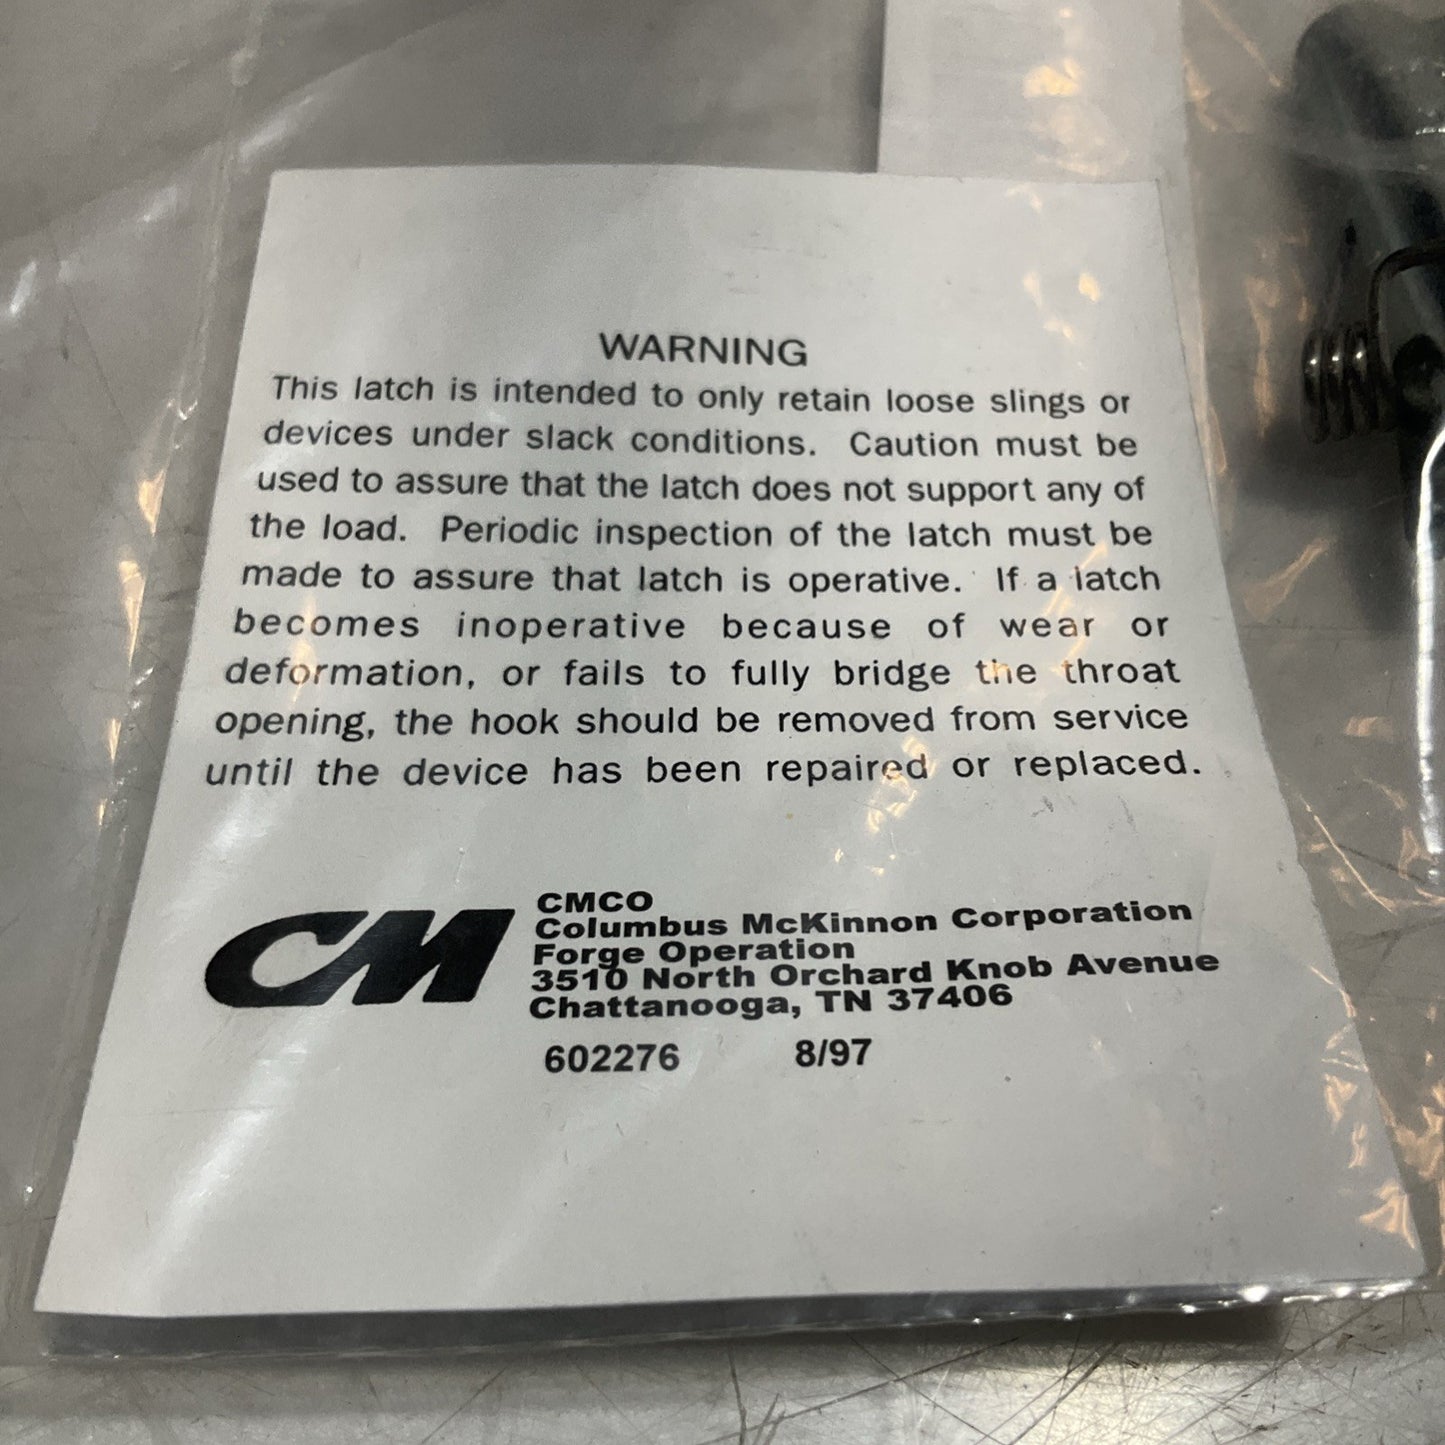 WARNING
This latch is intended to only retain loose slings or
devices under slack conditions. Caution must be
used to assure that the latch does not support any of
the load. Periodic inspection of the latch must be
made to assure that latch is operative. If a latch
becomes inoperative because of wear or
deformation, or fails to fully bridge the throat
opening, the hook should be removed from service
until the device has been repaired or replaced.
CM
CMCO
Columbus McKinnon Corporation
Forge Operation
3510 North Orchard Knob Avenue
Chattanooga, TN 37406
602276 8/97